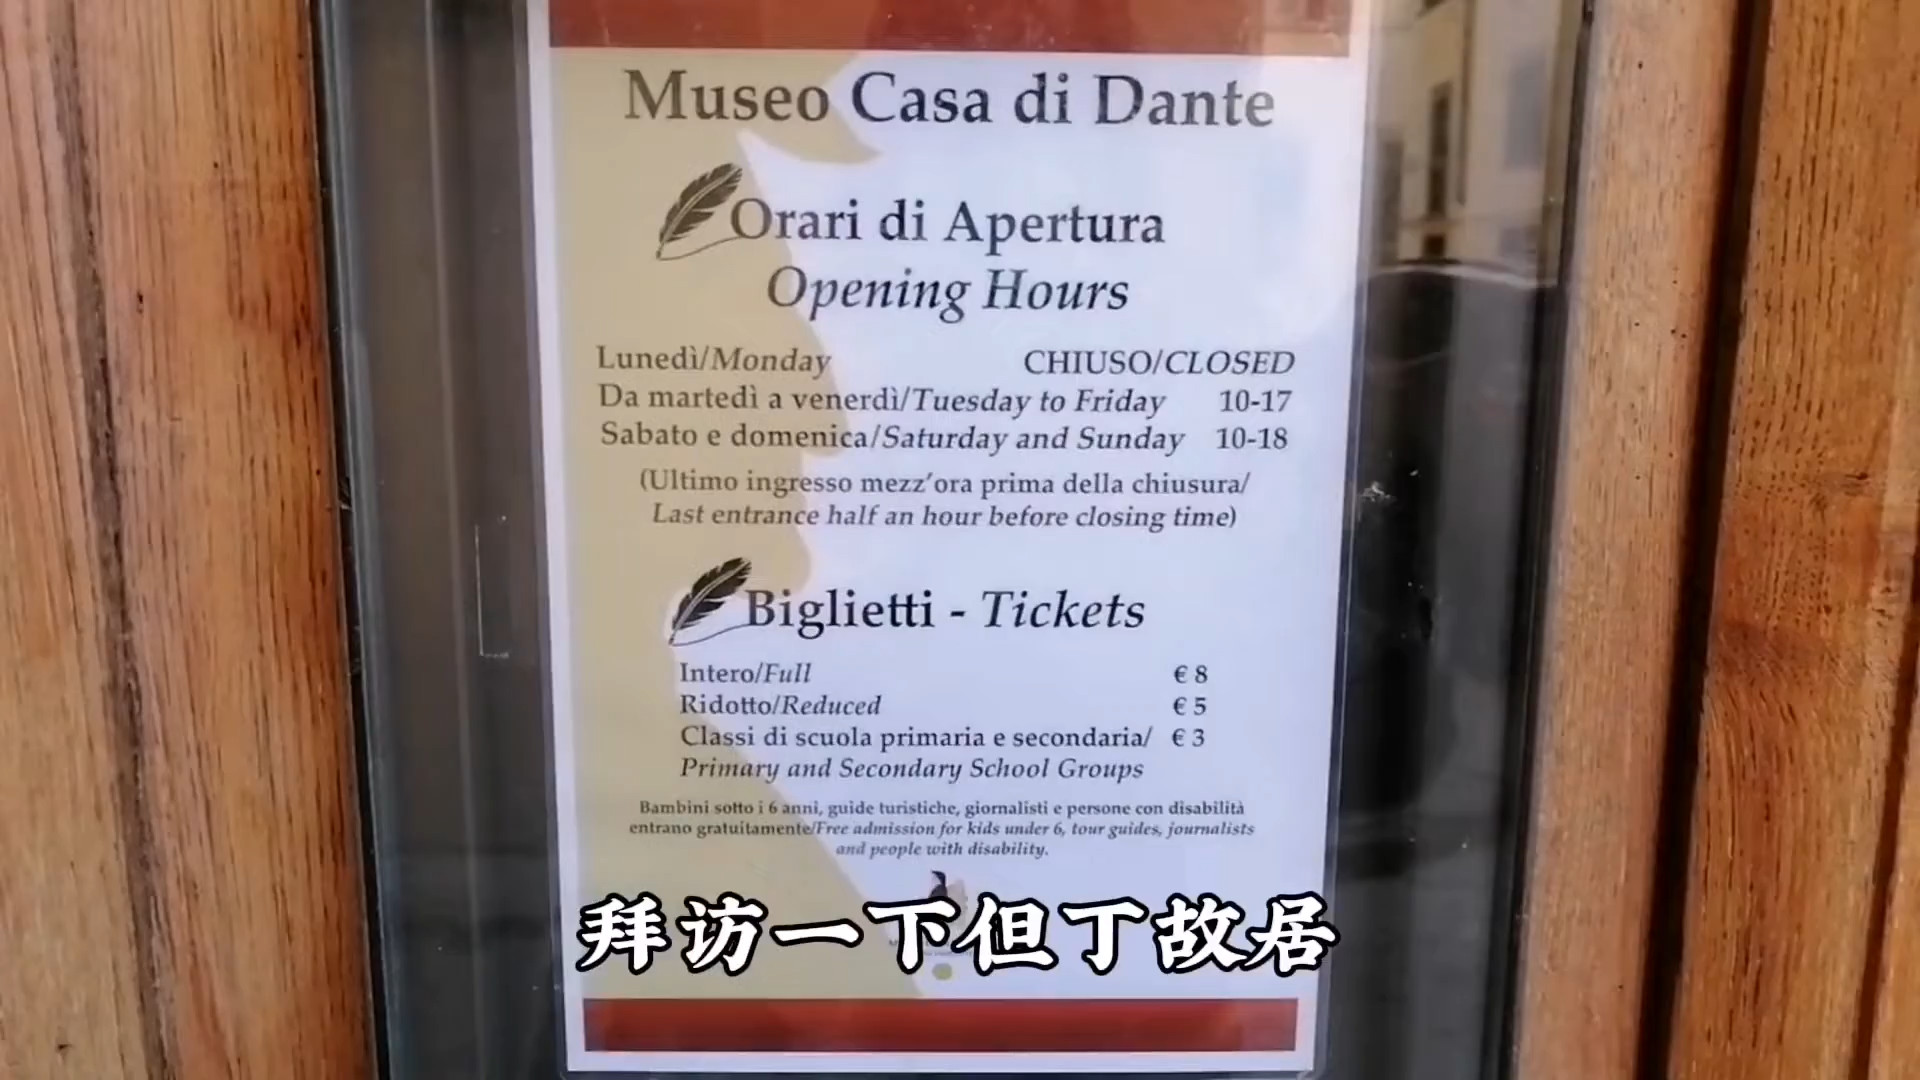 Museo Casa di Dante
Orari di Apertura
Opening Hours
Lunedì/Monday CHIUSO/CLOSED
Da martedì a venerdì/Tuesday to Friday 10-17
Sabato e domenica/Saturday and Sunday 10-18
(Ultimo ingresso mezz'ora prima della chiusura/
Last entrance half an hour before closing time)
Biglietti - Tickets
Intero/Full € 8
Ridotto/Reduced € 5
Classi di scuola primaria e secondaria/ € 3
Primary and Secondary School Groups
Bambini sotto i 6 anni, guide turistiche, giornalisti e persone con disabilità
entrano gratuitamente/Free admission for kids under 6, tour guides, journalists
and people with disability.
拜访一下但丁故居